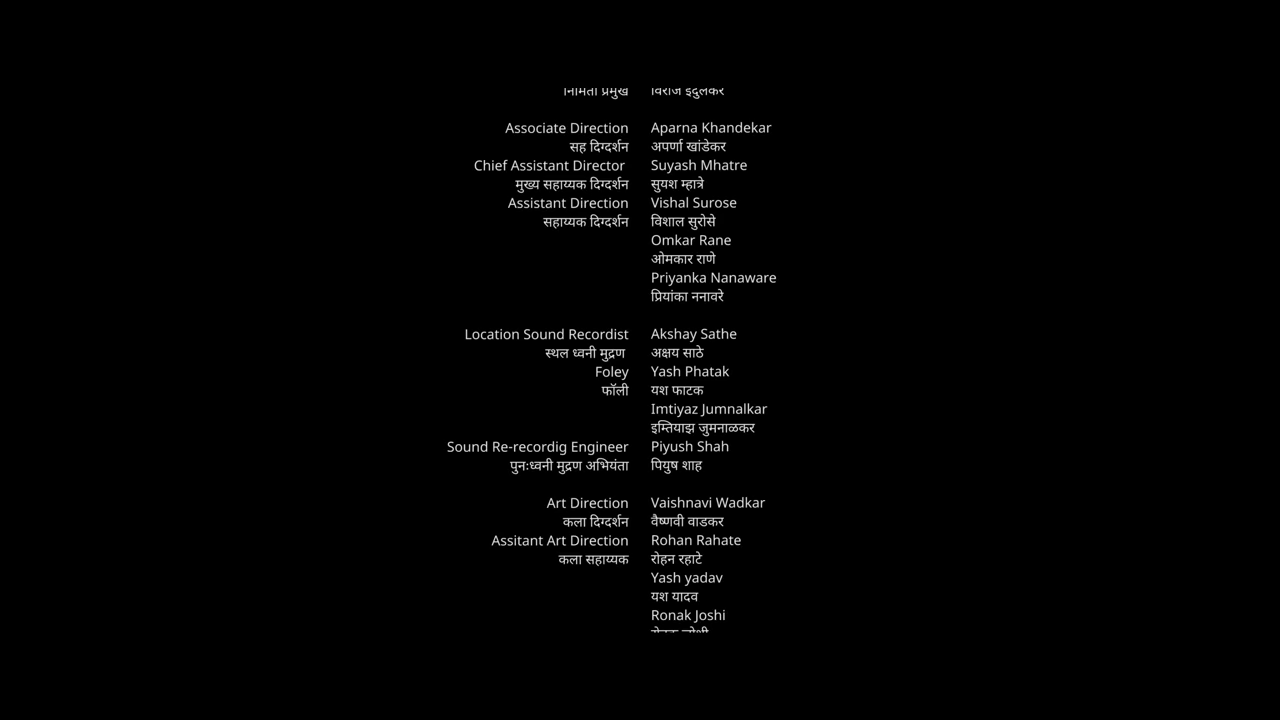 निर्मिती प्रमुख विराज इंदुलकर
Associate Direction Aparna Khandekar
सह दिग्दर्शन अपर्णा खांडेकर
Chief Assistant Director Suyash Mhatre
मुख्य सहाय्यक दिग्दर्शन सुयश म्हात्रे
Assistant Direction Vishal Surose
सहाय्यक दिग्दर्शन विशाल सुरोसे
Omkar Rane
ओमकार राणे
Priyanka Nanaware
प्रियांका ननावरे
Location Sound Recordist Akshay Sathe
स्थल ध्वनी मुद्रण अक्षय साठे
Foley Yash Phatak
फॉली यश फाटक
Imtiyaz Jumnalkar
इम्तियाझ जुमनाळकर
Sound Re-recordig Engineer Piyush Shah
पुनःध्वनी मुद्रण अभियंता पियुष शाह
Art Direction Vaishnavi Wadkar
कला दिग्दर्शन वैष्णवी वाडकर
Assitant Art Direction Rohan Rahate
कला सहाय्यक रोहन रहाटे
Yash yadav
यश यादव
Ronak Joshi